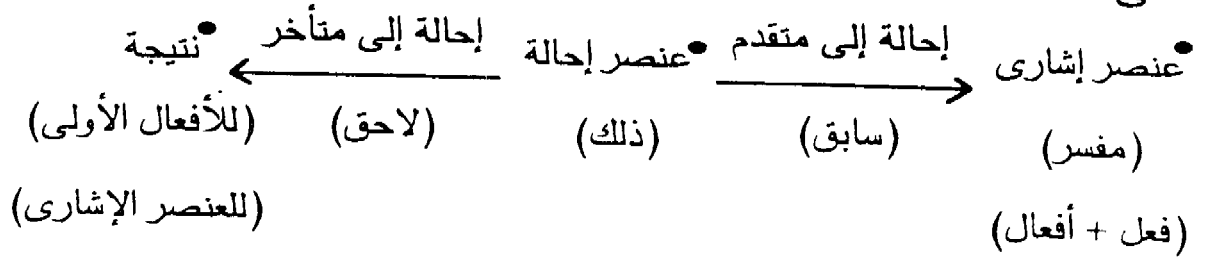 عنصر إشارى إحالة إلى متقدم عنصر إحالة إحالة إلى متأخر نتيجة
(مفسر) (سابق) (ذلك) (لاحق) (للأفعال الأولى)
(فعل + أفعال) (للعنصر الإشارى)